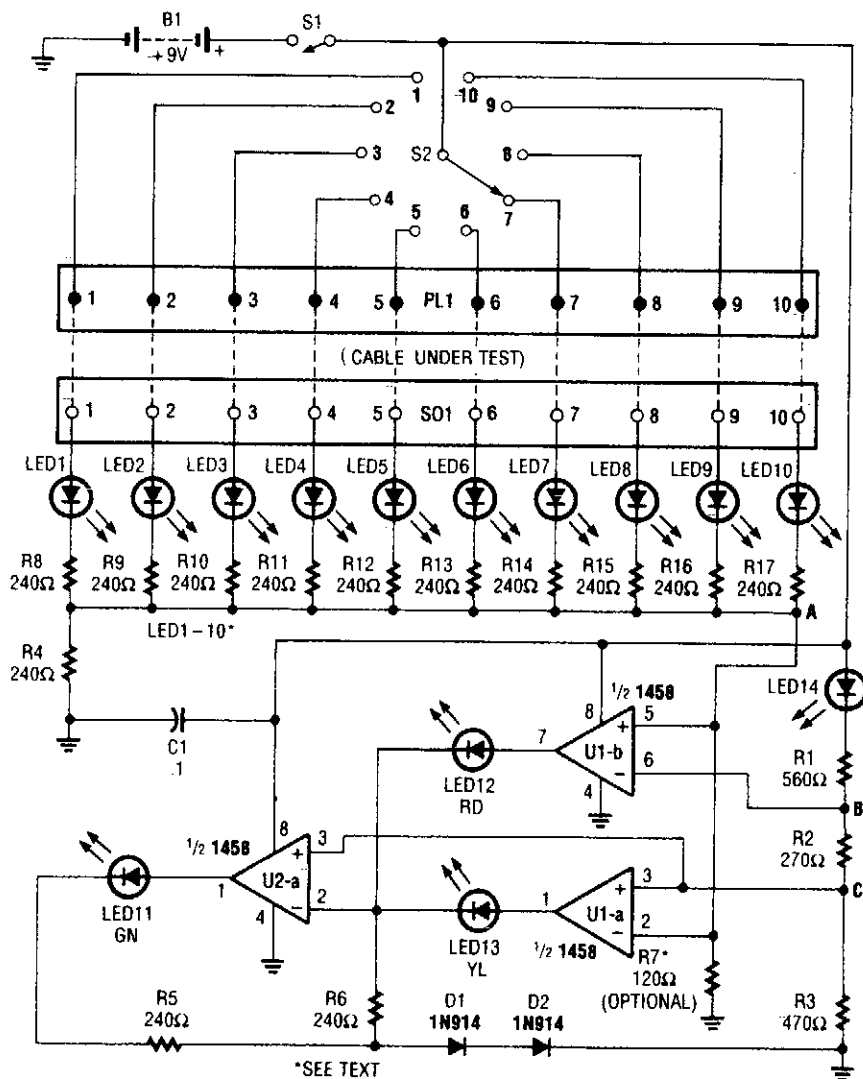 B1
S1
+
→ 9V
1
10
2
9
3
S2
8
4
7
5
6
1
2
3
4
5
PL1
6
7
8
9
10
(CABLE UNDER TEST)
1
2
3
4
5
SO1
6
7
8
9
10
LED1
LED2
LED3
LED4
LED5
LED6
LED7
LED8
LED9
LED10
R8
240Ω
R9
240Ω
R10
240Ω
R11
240Ω
R12
240Ω
R13
240Ω
R14
240Ω
R15
240Ω
R16
240Ω
R17
240Ω
A
LED1–10*
R4
240Ω
C1
.1
LED14
½ 1458
8
5
7
U1-b
+
6
–
4
LED12
RD
R1
560Ω
B
R2
270Ω
C
½ 1458
8
3
+
U2-a
1
2
–
4
LED11
GN
LED13
YL
1
3
+
U1-a
2
–
½ 1458
R7*
120Ω
(OPTIONAL)
R3
470Ω
R5
240Ω
R6
240Ω
D1
1N914
D2
1N914
*SEE TEXT